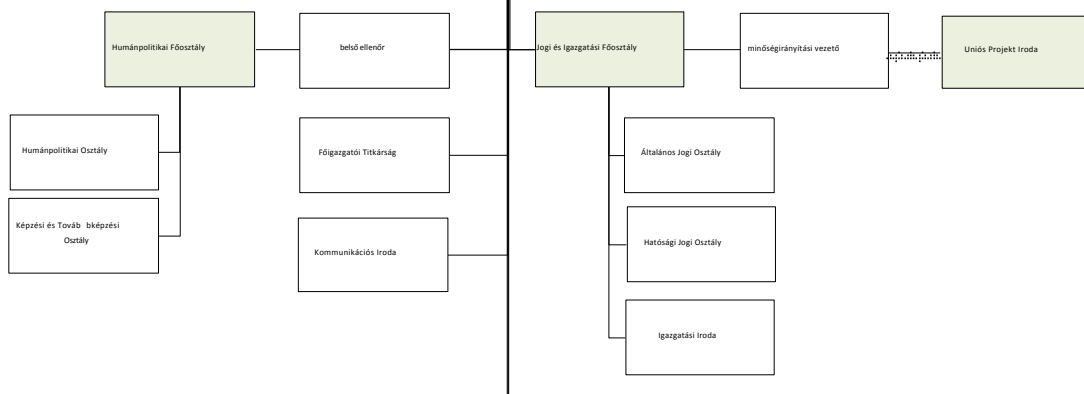 Humánpolitikai Főosztály
belső ellenőr
Jogi és Igazgatási Főosztály
minőségirányítási vezető
Uniós Projekt Iroda
Humánpolitikai Osztály
Főigazgatói Titkárság
Általános Jogi Osztály
Képzési és Továb bképzési
Osztály
Hatósági Jogi Osztály
Kommunikációs Iroda
Igazgatási Iroda